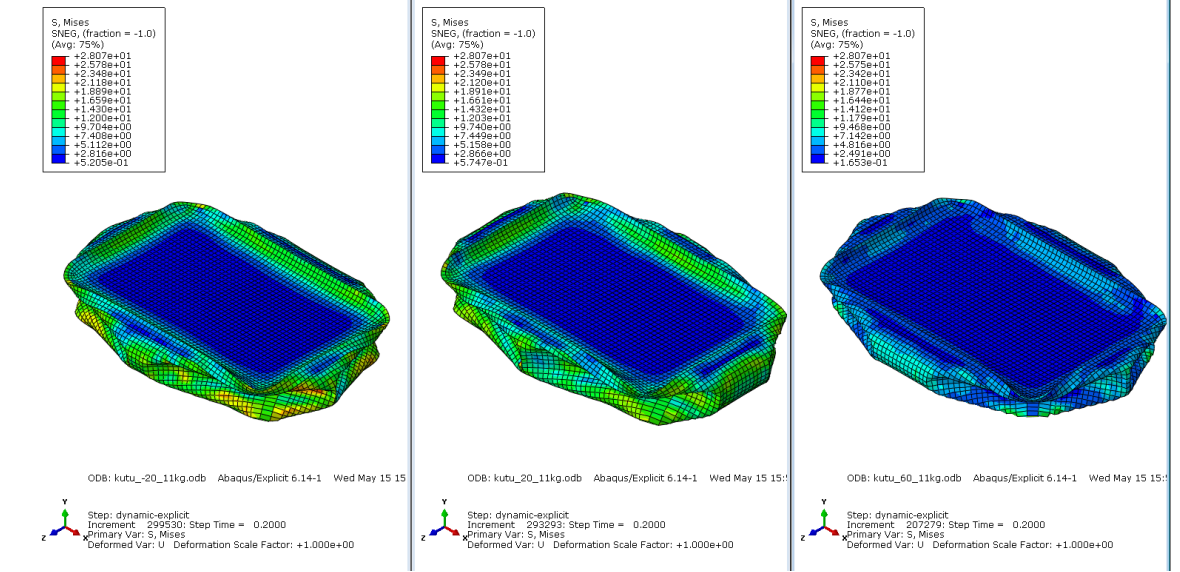 S, Mises
SNEG, (fraction = -1.0)
(Avg: 75%)
+2.807e+01
+2.578e+01
+2.348e+01
+2.118e+01
+1.889e+01
+1.659e+01
+1.430e+01
+1.200e+01
+9.704e+00
+7.408e+00
+5.112e+00
+2.816e+00
+5.205e-01
ODB: kutu_-20_11kg.odb Abaqus/Explicit 6.14-1 Wed May 15 15
Y
Z
X
Step: dynamic-explicit
Increment 299530: Step Time = 0.2000
Primary Var: S, Mises
Deformed Var: U Deformation Scale Factor: +1.000e+00
S, Mises
SNEG, (fraction = -1.0)
(Avg: 75%)
+2.807e+01
+2.578e+01
+2.349e+01
+2.120e+01
+1.891e+01
+1.661e+01
+1.432e+01
+1.203e+01
+9.740e+00
+7.449e+00
+5.158e+00
+2.866e+00
+5.747e-01
ODB: kutu_20_11kg.odb Abaqus/Explicit 6.14-1 Wed May 15 15:
Y
Z
X
Step: dynamic-explicit
Increment 293293: Step Time = 0.2000
Primary Var: S, Mises
Deformed Var: U Deformation Scale Factor: +1.000e+00
S, Mises
SNEG, (fraction = -1.0)
(Avg: 75%)
+2.807e+01
+2.575e+01
+2.342e+01
+2.110e+01
+1.877e+01
+1.644e+01
+1.412e+01
+1.179e+01
+9.468e+00
+7.142e+00
+4.816e+00
+2.491e+00
+1.653e-01
ODB: kutu_60_11kg.odb Abaqus/Explicit 6.14-1 Wed May 15 15:
Y
Z
X
Step: dynamic-explicit
Increment 207279: Step Time = 0.2000
Primary Var: S, Mises
Deformed Var: U Deformation Scale Factor: +1.000e+00